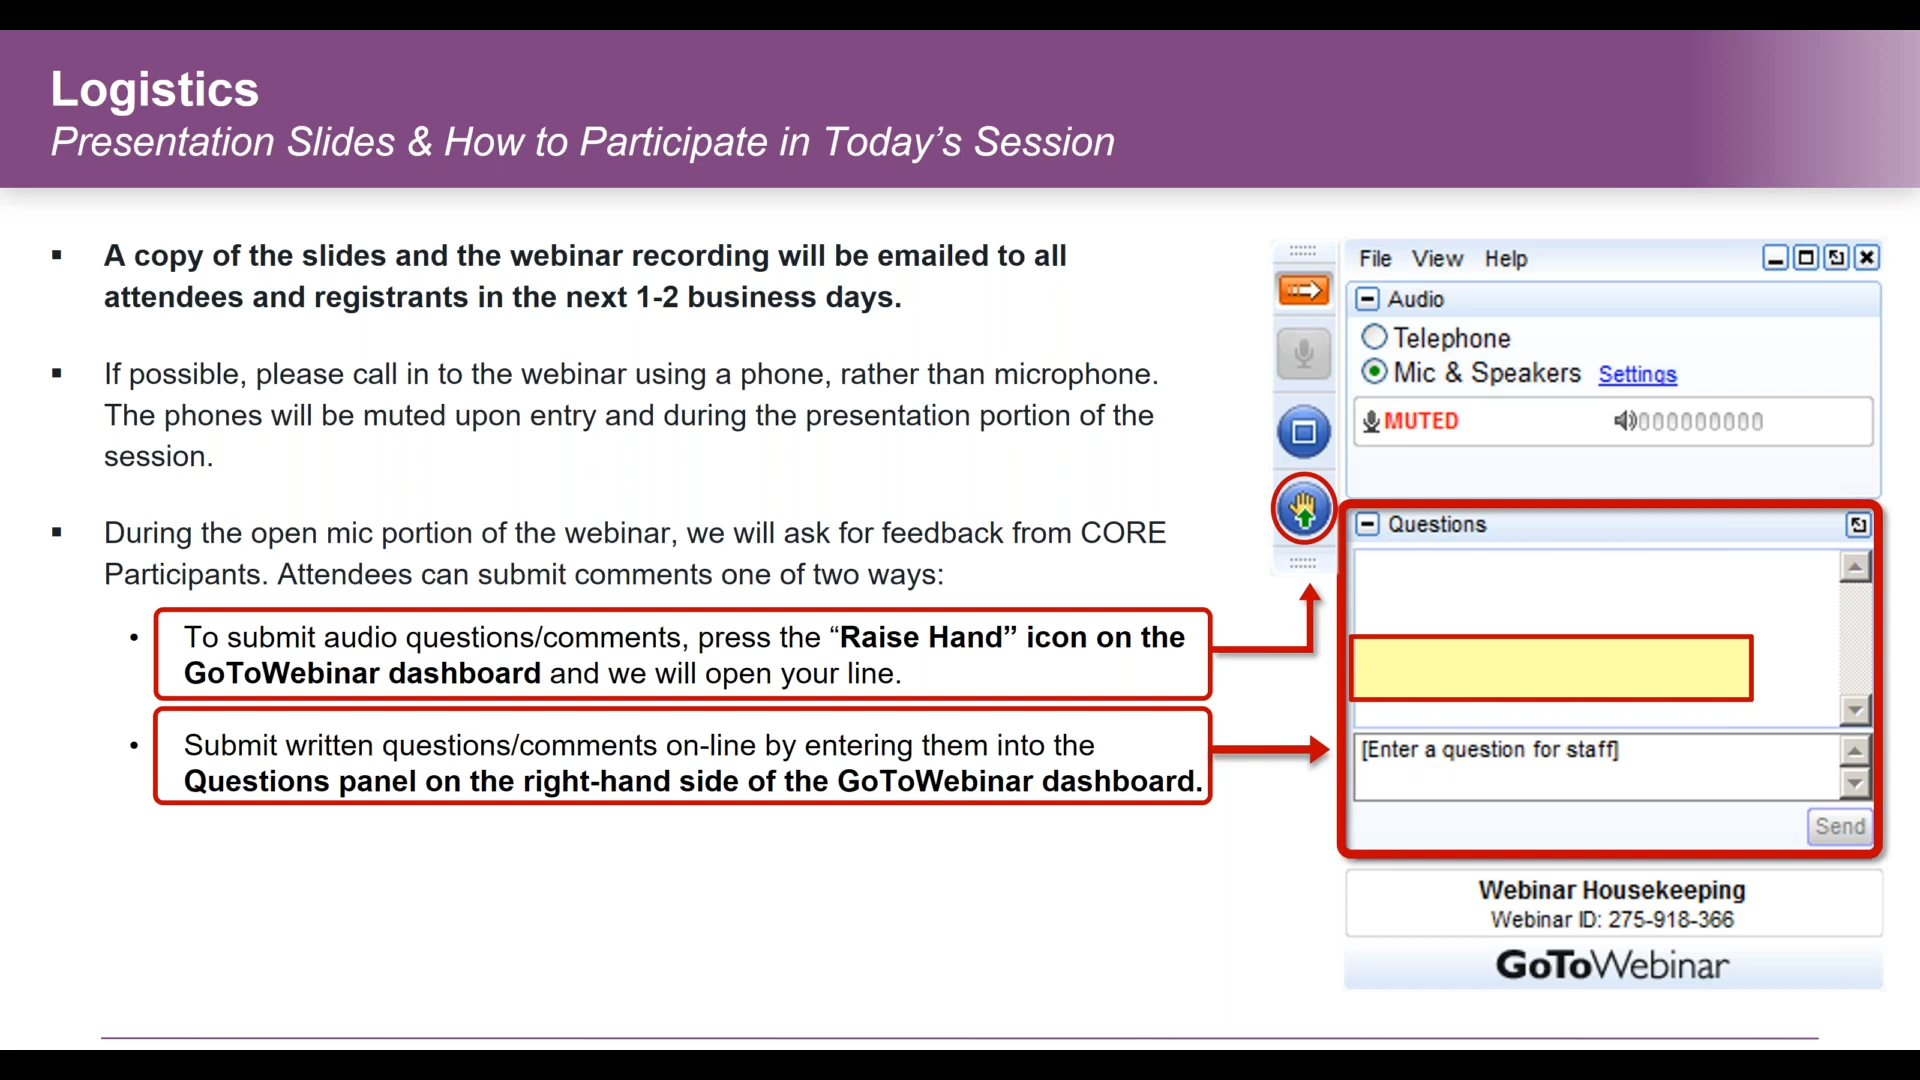 Logistics
Presentation Slides & How to Participate in Today’s Session
▪ A copy of the slides and the webinar recording will be emailed to all
attendees and registrants in the next 1-2 business days.
▪ If possible, please call in to the webinar using a phone, rather than microphone.
The phones will be muted upon entry and during the presentation portion of the
session.
▪ During the open mic portion of the webinar, we will ask for feedback from CORE
Participants. Attendees can submit comments one of two ways:
• To submit audio questions/comments, press the “Raise Hand” icon on the
GoToWebinar dashboard and we will open your line.
• Submit written questions/comments on-line by entering them into the
Questions panel on the right-hand side of the GoToWebinar dashboard.
File View Help
Audio
Telephone
Mic & Speakers Settings
MUTED 000000000
Questions
[Enter a question for staff]
Send
Webinar Housekeeping
Webinar ID: 275-918-366
GoToWebinar